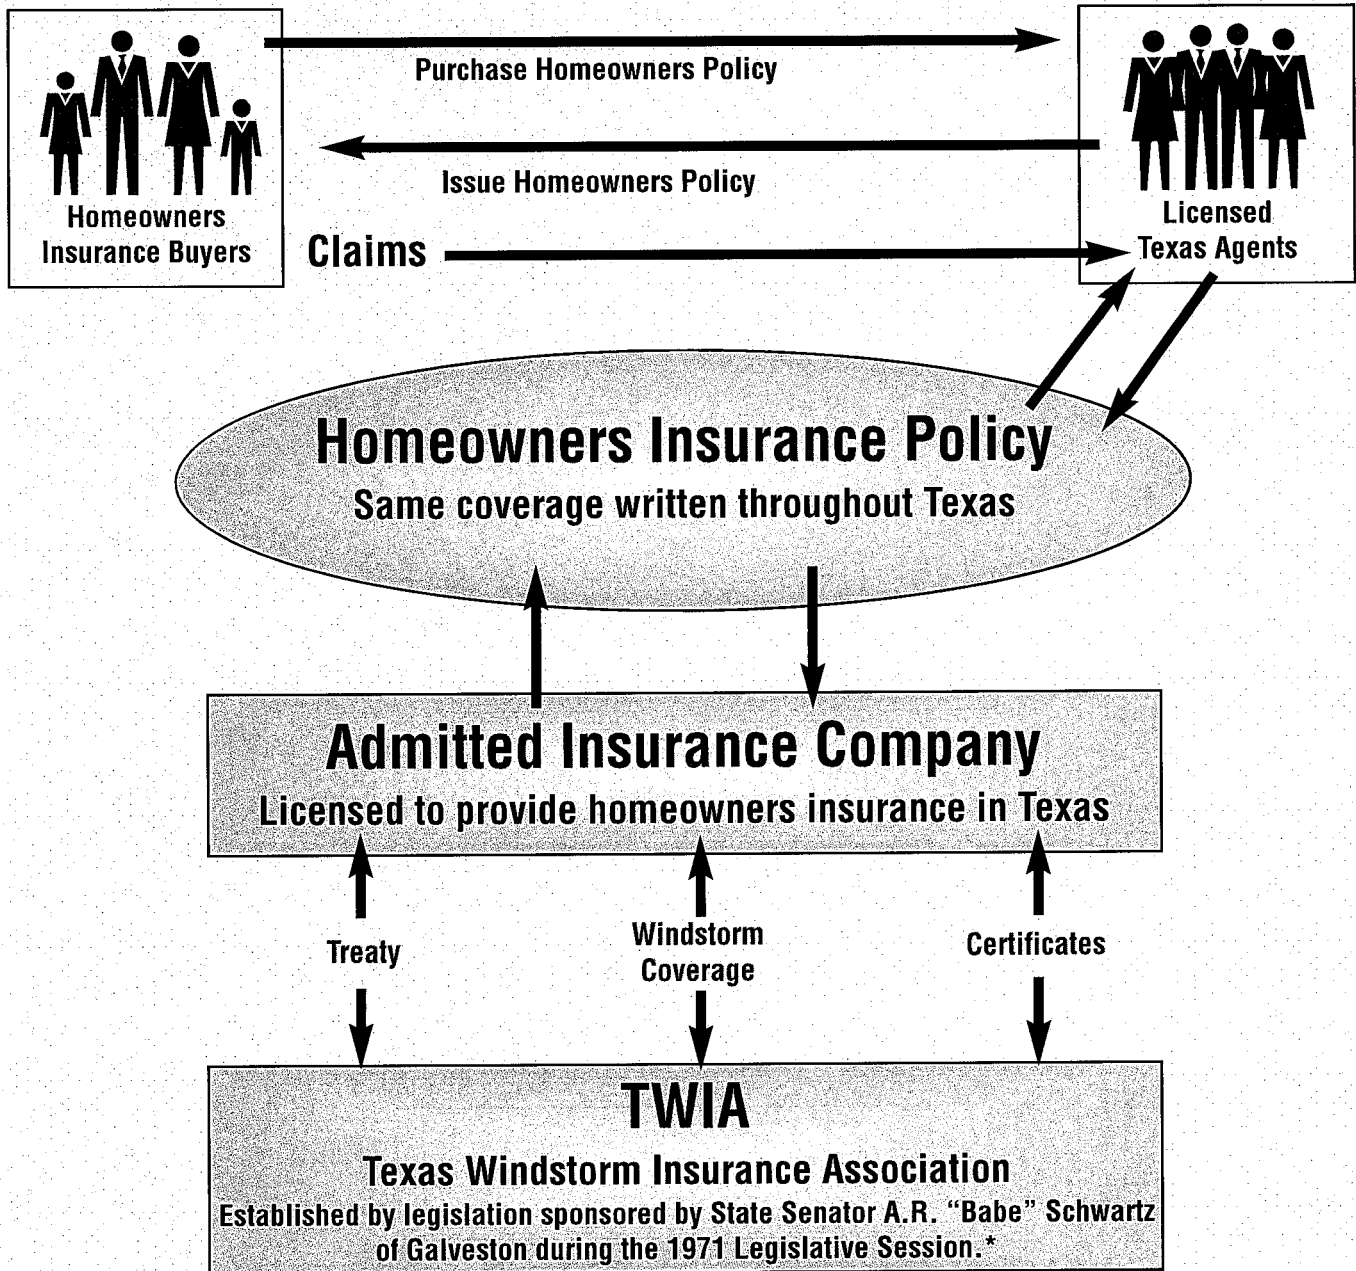 Purchase Homeowners Policy
Issue Homeowners Policy
Homeowners
Insurance Buyers
Claims
Licensed
Texas Agents
Homeowners Insurance Policy
Same coverage written throughout Texas
Admitted Insurance Company
Licensed to provide homeowners insurance in Texas
Treaty
Windstorm
Coverage
Certificates
TWIA
Texas Windstorm Insurance Association
Established by legislation sponsored by State Senator A.R. “Babe” Schwartz
of Galveston during the 1971 Legislative Session.*